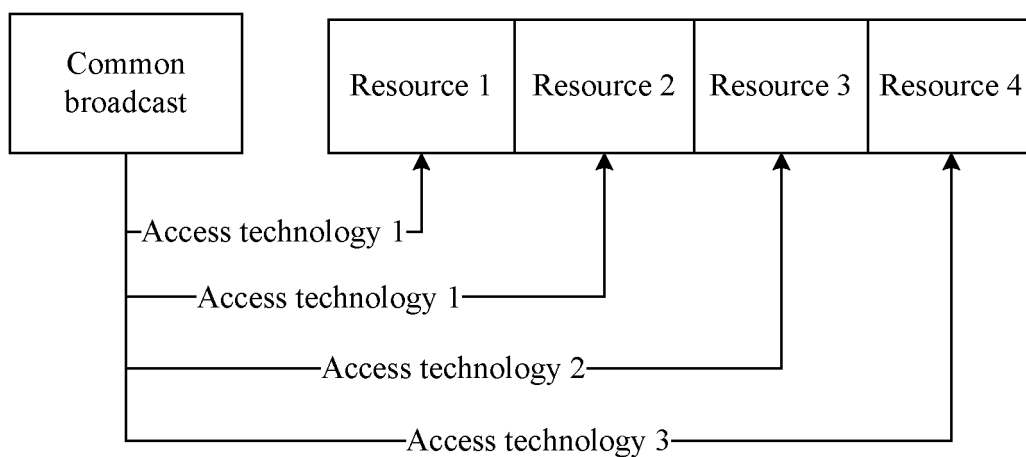 Common
broadcast
Resource 1
Resource 2
Resource 3
Resource 4
Access technology 1
Access technology 1
Access technology 2
Access technology 3